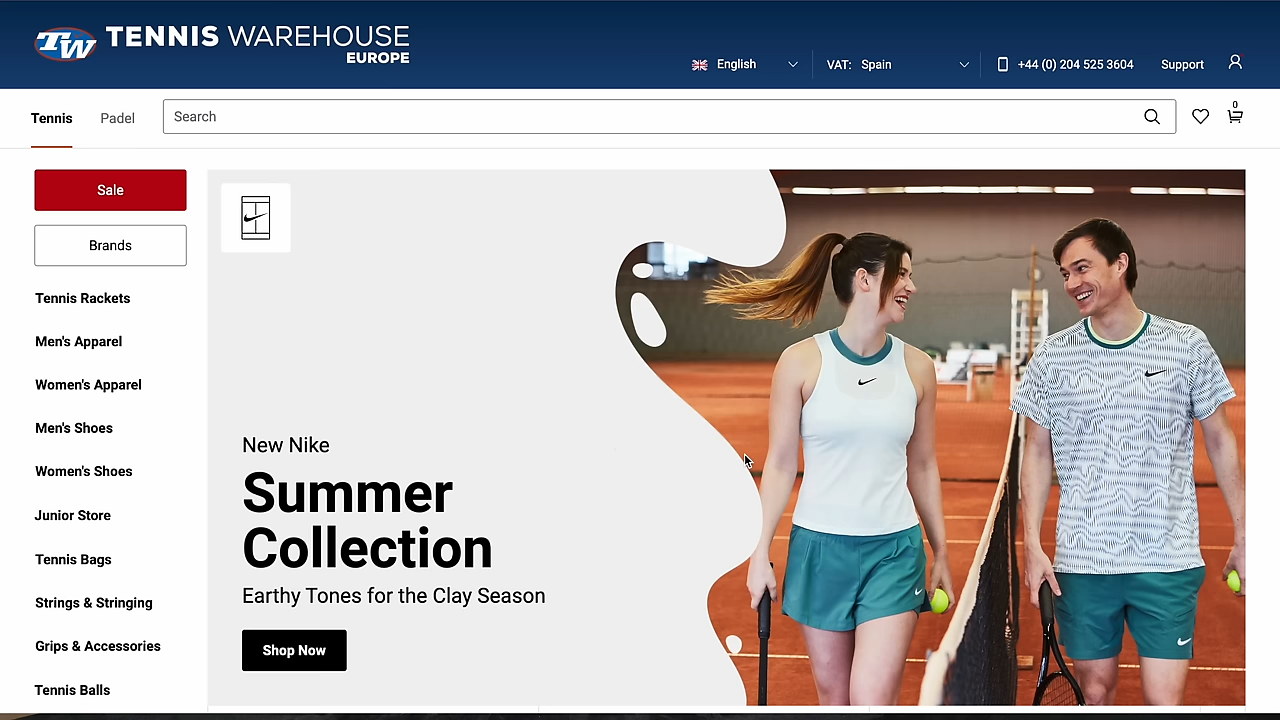 TW TENNIS WAREHOUSE
EUROPE
English
VAT: Spain
+44 (0) 204 525 3604
Support
Tennis
Padel
Search
0
Sale
Brands
Tennis Rackets
Men's Apparel
Women's Apparel
Men's Shoes
Women's Shoes
Junior Store
Tennis Bags
Strings & Stringing
Grips & Accessories
Tennis Balls
New Nike
Summer
Collection
Earthy Tones for the Clay Season
Shop Now